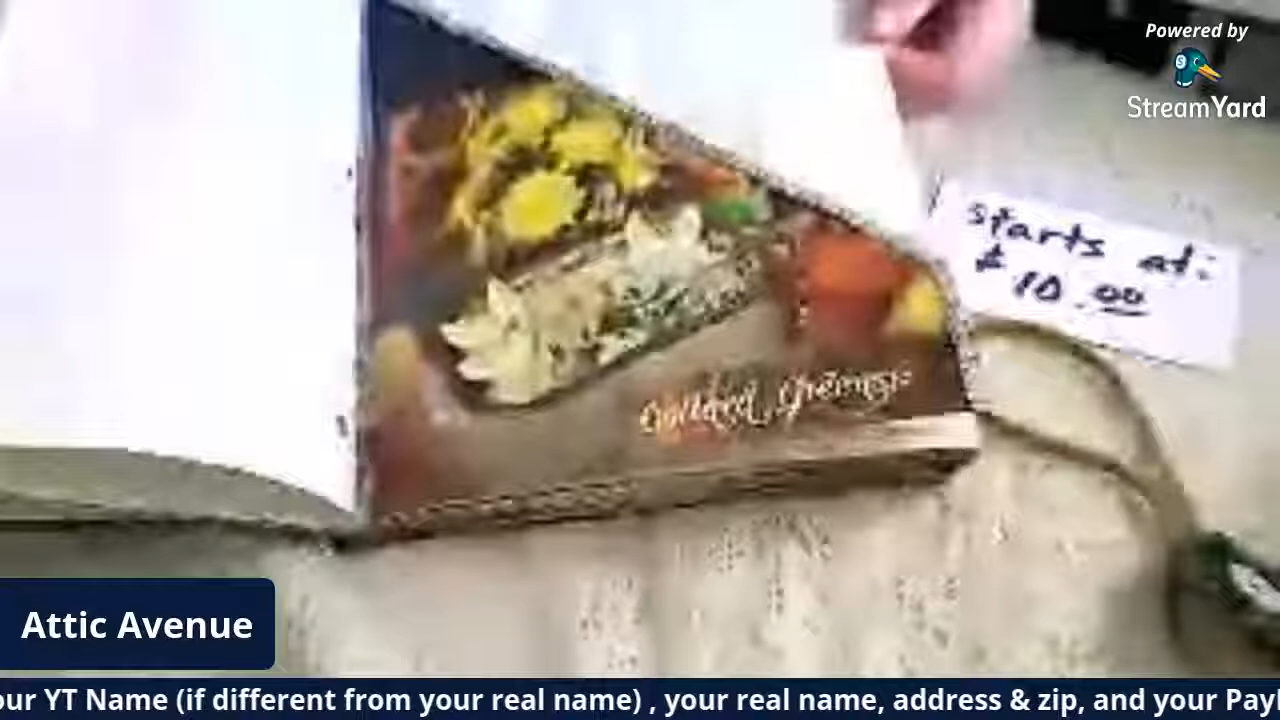 Powered by
StreamYard
starts at:
$10.00
Attic Avenue
our YT Name (if different from your real name) , your real name, address & zip, and your Payl